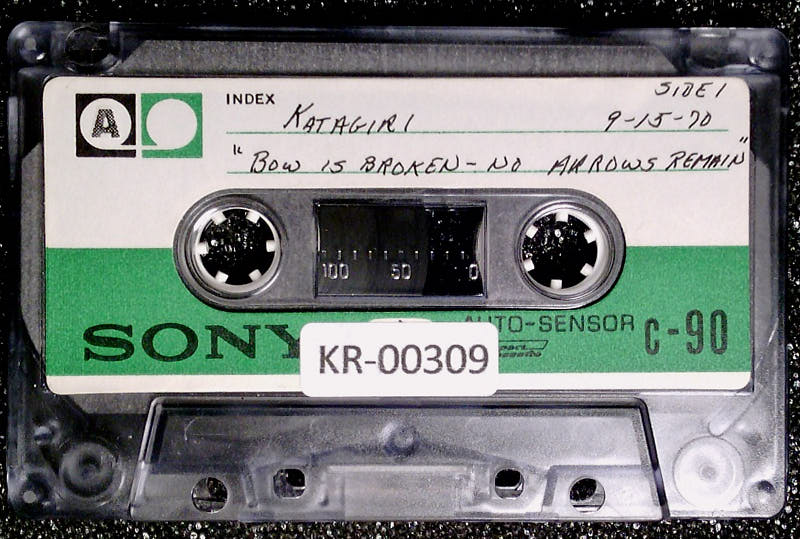 SIDE 1
A
INDEX
KATAGIRI 9-15-70
"BOW IS BROKEN - NO ARROWS REMAIN"
100 50 0
SONY
AUTO-SENSOR C-90
KR-00309